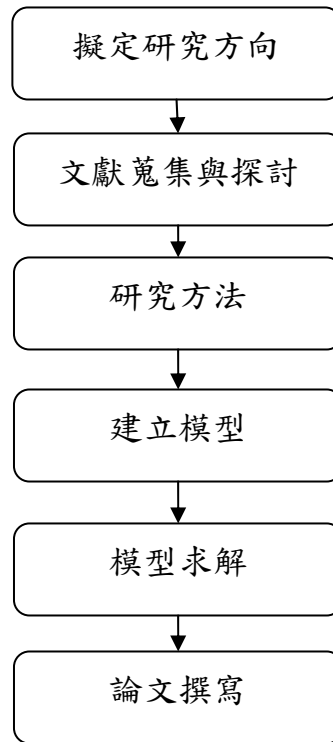 擬定研究方向
文獻蒐集與探討
研究方法
建立模型
模型求解
論文撰寫